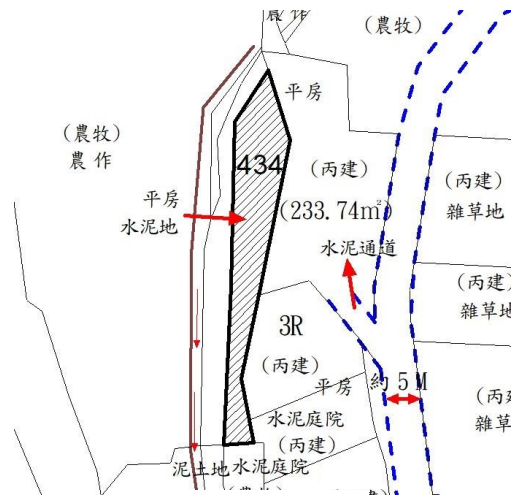 農作
(農牧)
平房
(農牧)
農作
434
(丙建)
(丙建)
雜草地
平房
水泥地
(233.74㎡)
水泥通道
(丙建)
雜草地
3R
(丙建)
平房
約5M
(丙建
雜草
水泥庭院
(丙建)
泥土地
水泥庭院